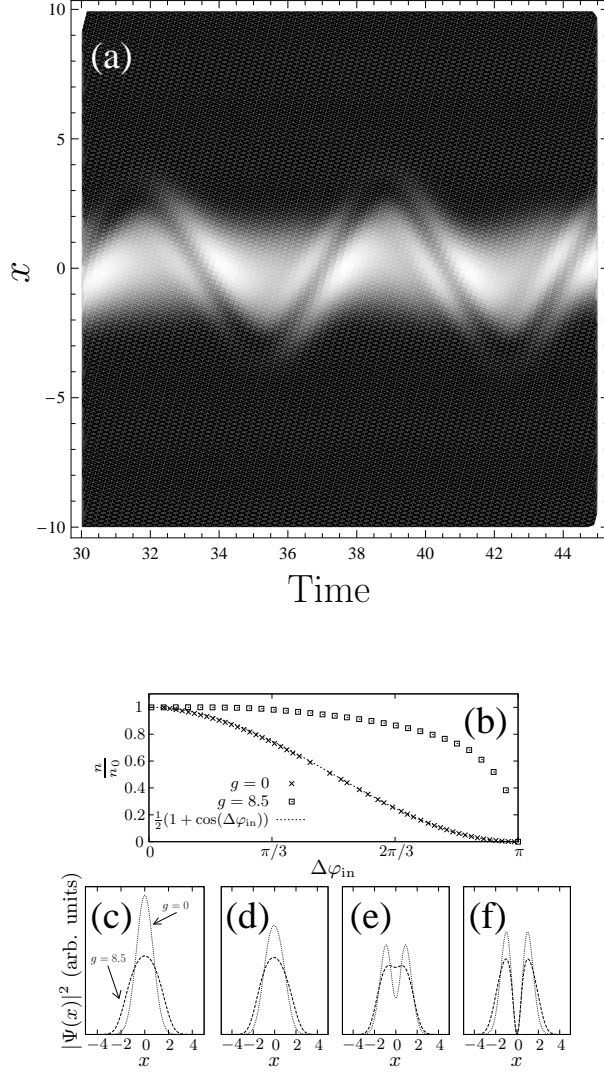 (a)
10
5
0
−5
−10
x
30 32 34 36 38 40 42 44
Time
(b)
n/n₀
1
0.8
0.6
0.4
0.2
0
g = 0
g = 8.5
½(1 + cos(Δφin))
0 π/3 2π/3 π
Δφin
|Ψ(x)|² (arb. units)
(c) (d) (e) (f)
g = 0
g = 8.5
−4−2 0 2 4 −4−2 0 2 4 −4−2 0 2 4 −4−2 0 2 4
x x x x